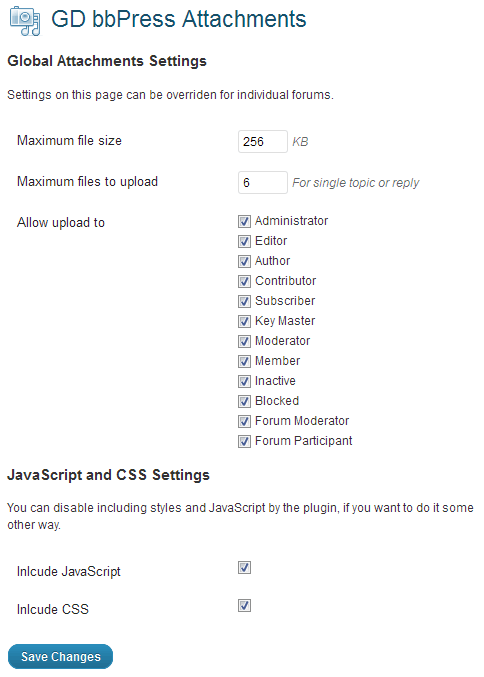 GD bbPress Attachments
Global Attachments Settings
Settings on this page can be overriden for individual forums.
Maximum file size 256 KB
Maximum files to upload 6 For single topic or reply
Allow upload to Administrator
Editor
Author
Contributor
Subscriber
Key Master
Moderator
Member
Inactive
Blocked
Forum Moderator
Forum Participant
JavaScript and CSS Settings
You can disable including styles and JavaScript by the plugin, if you want to do it some
other way.
Inlcude JavaScript
Inlcude CSS
Save Changes